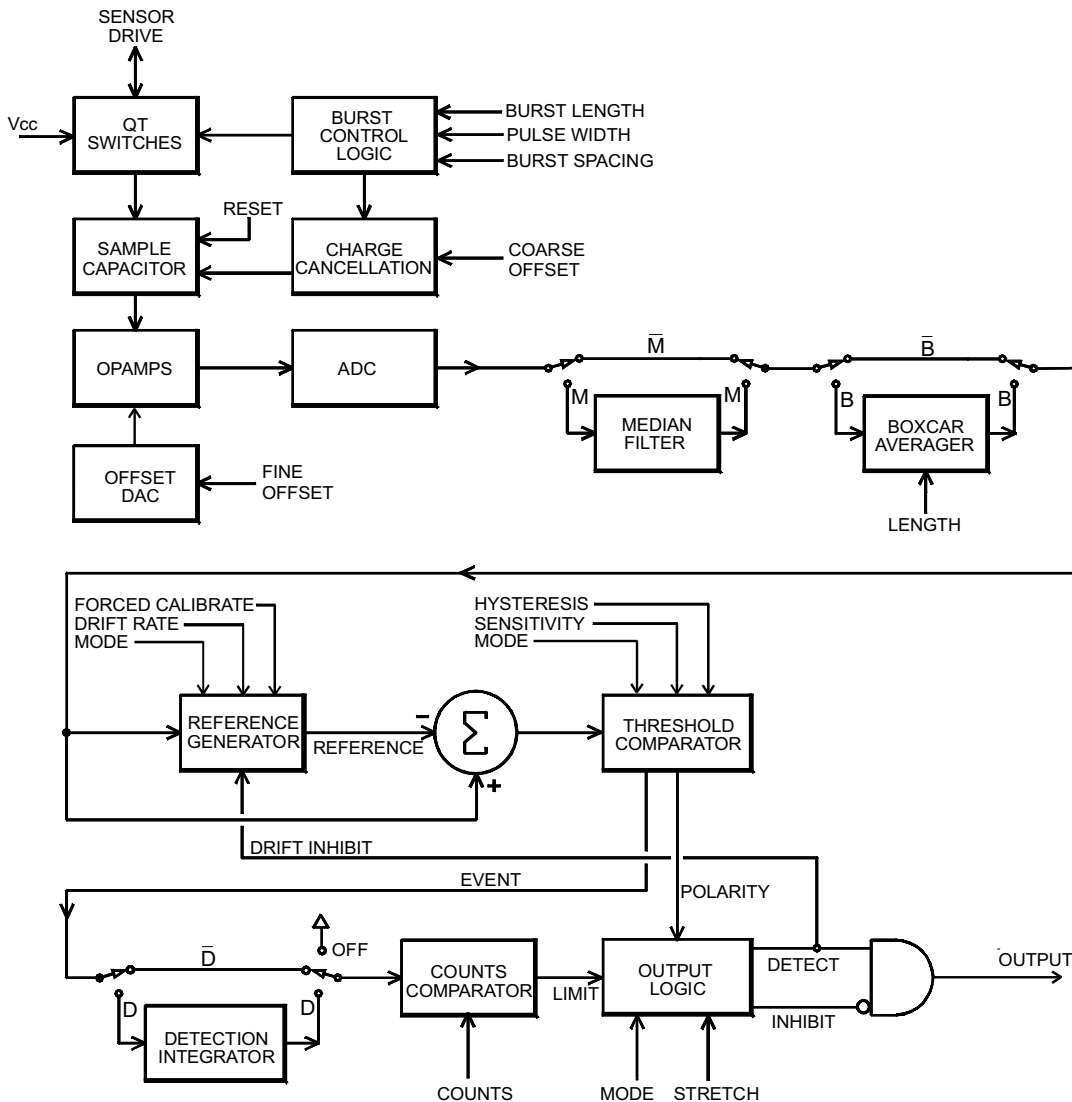 SENSOR
DRIVE
Vcc
QT
SWITCHES
BURST
CONTROL
LOGIC
BURST LENGTH
PULSE WIDTH
BURST SPACING
RESET
SAMPLE
CAPACITOR
CHARGE
CANCELLATION
COARSE
OFFSET
OPAMPS
ADC
M̅
M
M
MEDIAN
FILTER
B̅
B
B
BOXCAR
AVERAGER
LENGTH
OFFSET
DAC
FINE
OFFSET
FORCED CALIBRATE
DRIFT RATE
MODE
HYSTERESIS
SENSITIVITY
MODE
REFERENCE
GENERATOR
REFERENCE
-
Σ
+
THRESHOLD
COMPARATOR
DRIFT INHIBIT
EVENT
POLARITY
D̅
OFF
D
D
DETECTION
INTEGRATOR
COUNTS
COMPARATOR
LIMIT
OUTPUT
LOGIC
DETECT
INHIBIT
OUTPUT
COUNTS
MODE
STRETCH